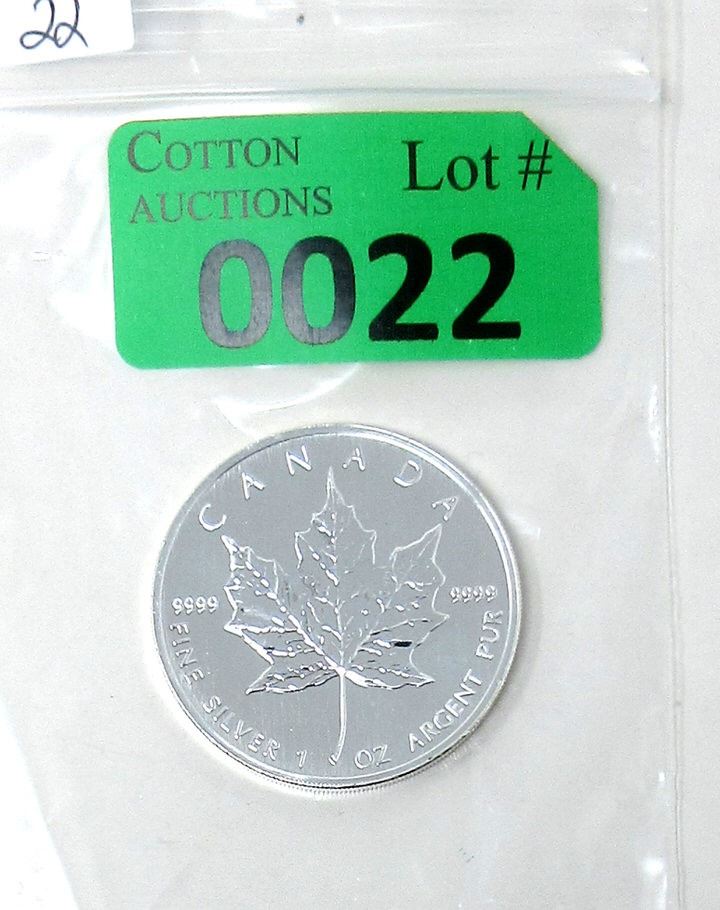 22
COTTON
AUCTIONS
Lot #
0022
CANADA
9999
9999
FINE SILVER 1 OZ ARGENT PUR